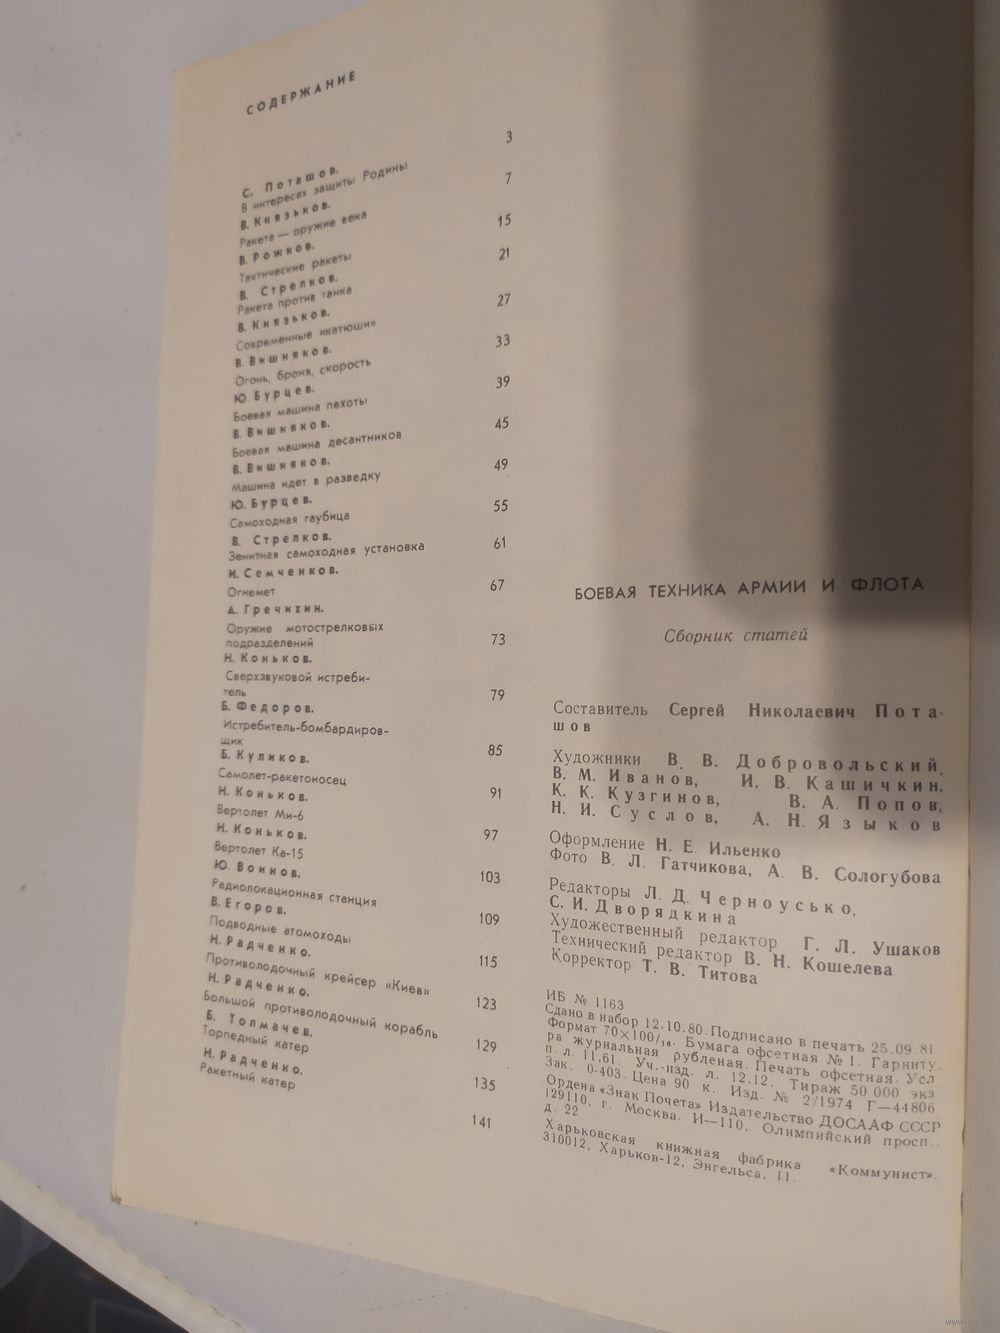 СОДЕРЖАНИЕ
С. Поташов.
В интересах защиты Родины
3
В. Князьков.
Ракета — оружие века
7
В. Рожков.
Тактические ракеты
15
В. Стрелков.
Ракета против танка
21
В. Князьков.
Современные «катюши»
27
В. Вишняков.
Огонь, броня, скорость
33
Ю. Бурцев.
Боевая машина пехоты
39
В. Вишняков.
Боевая машина десантников
45
В. Вишняков.
Машина идет в разведку
49
Ю. Бурцев.
Самоходная гаубица
55
В. Стрелков.
Зенитная самоходная установка
61
И. Семченков.
Огнемет
67
А. Гречихин.
Оружие мотострелковых
подразделений
73
Н. Коньков.
Сверхзвуковой истреби-
тель
79
Б. Федоров.
Истребитель-бомбардиров-
щик
85
Б. Куликов.
Самолет-ракетоносец
91
Н. Коньков.
Вертолет Ми-6
97
Н. Коньков.
Вертолет Ка-15
103
Ю. Воинов.
Радиолокационная станция
109
В. Егоров.
Подводные атомоходы
115
Н. Радченко.
Противолодочный крейсер «Киев»
123
Н. Радченко.
Большой противолодочный корабль
129
Б. Толмачев.
Торпедный катер
135
Н. Радченко.
Ракетный катер
141
БОЕВАЯ ТЕХНИКА АРМИИ И ФЛОТА
Сборник статей
Составитель Сергей Николаевич Пота-
шов
Художники В. В. Добровольский,
В. М. Иванов, И. В. Кашичкин,
К. К. Кузгинов, В. А. Попов,
Н. И. Суслов, А. Н. Языков
Оформление Н. Е. Ильенко
Фото В. Л. Гатчикова, А. В. Сологубова
Редакторы Л. Д. Черноусько,
С. И. Дворядкина
Художественный редактор Г. Л. Ушаков
Технический редактор В. Н. Кошелева
Корректор Т. В. Титова
ИБ № 1163
Сдано в набор 12.10.80. Подписано в печать 25.09.81.
Формат 70×100/₁₆. Бумага офсетная № 1. Гарниту-
ра журнальная рубленая. Печать офсетная. Усл.
п. л. 11,61. Уч.-изд. л. 12,12. Тираж 50 000 экз.
Зак. 0-403. Цена 90 к. Изд. № 2/1974 Г—44806
Ордена «Знак Почета» Издательство ДОСААФ СССР
129110, г. Москва, И—110, Олимпийский просп.,
д. 22
Харьковская книжная фабрика «Коммунист».
310012, Харьков-12, Энгельса, 11.